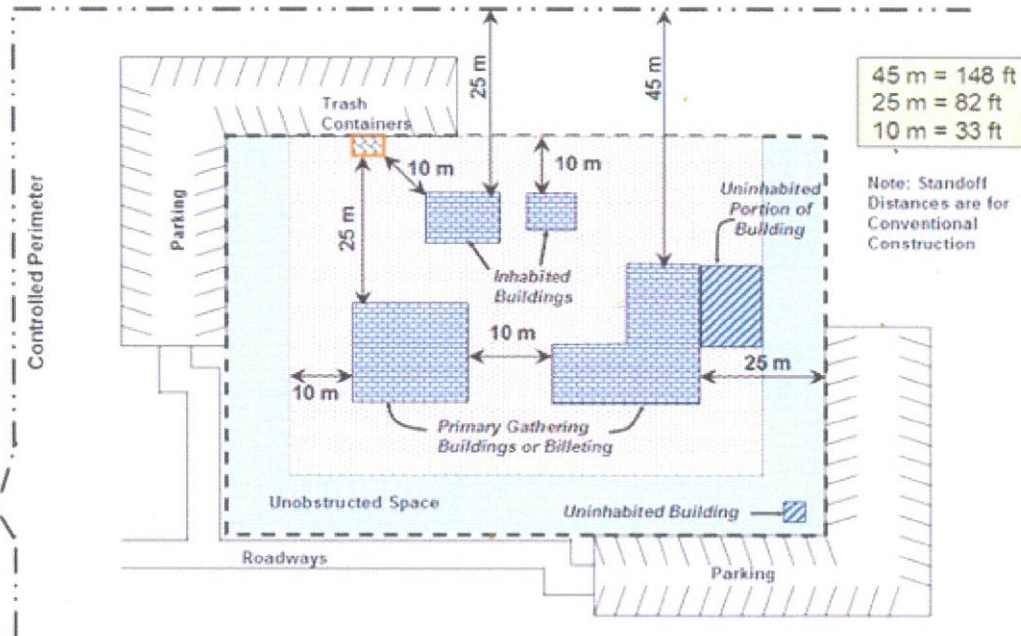 25 m
45 m
45 m = 148 ft
25 m = 82 ft
10 m = 33 ft
Trash
Containers
10 m
10 m
Uninhabited
Portion of
Building
Note: Standoff
Distances are for
Conventional
Construction
Controlled Perimeter
Parking
25 m
Inhabited
Buildings
10 m
10 m
25 m
Primary Gathering
Buildings or Billeting
Unobstructed Space
Uninhabited Building
Roadways
Parking